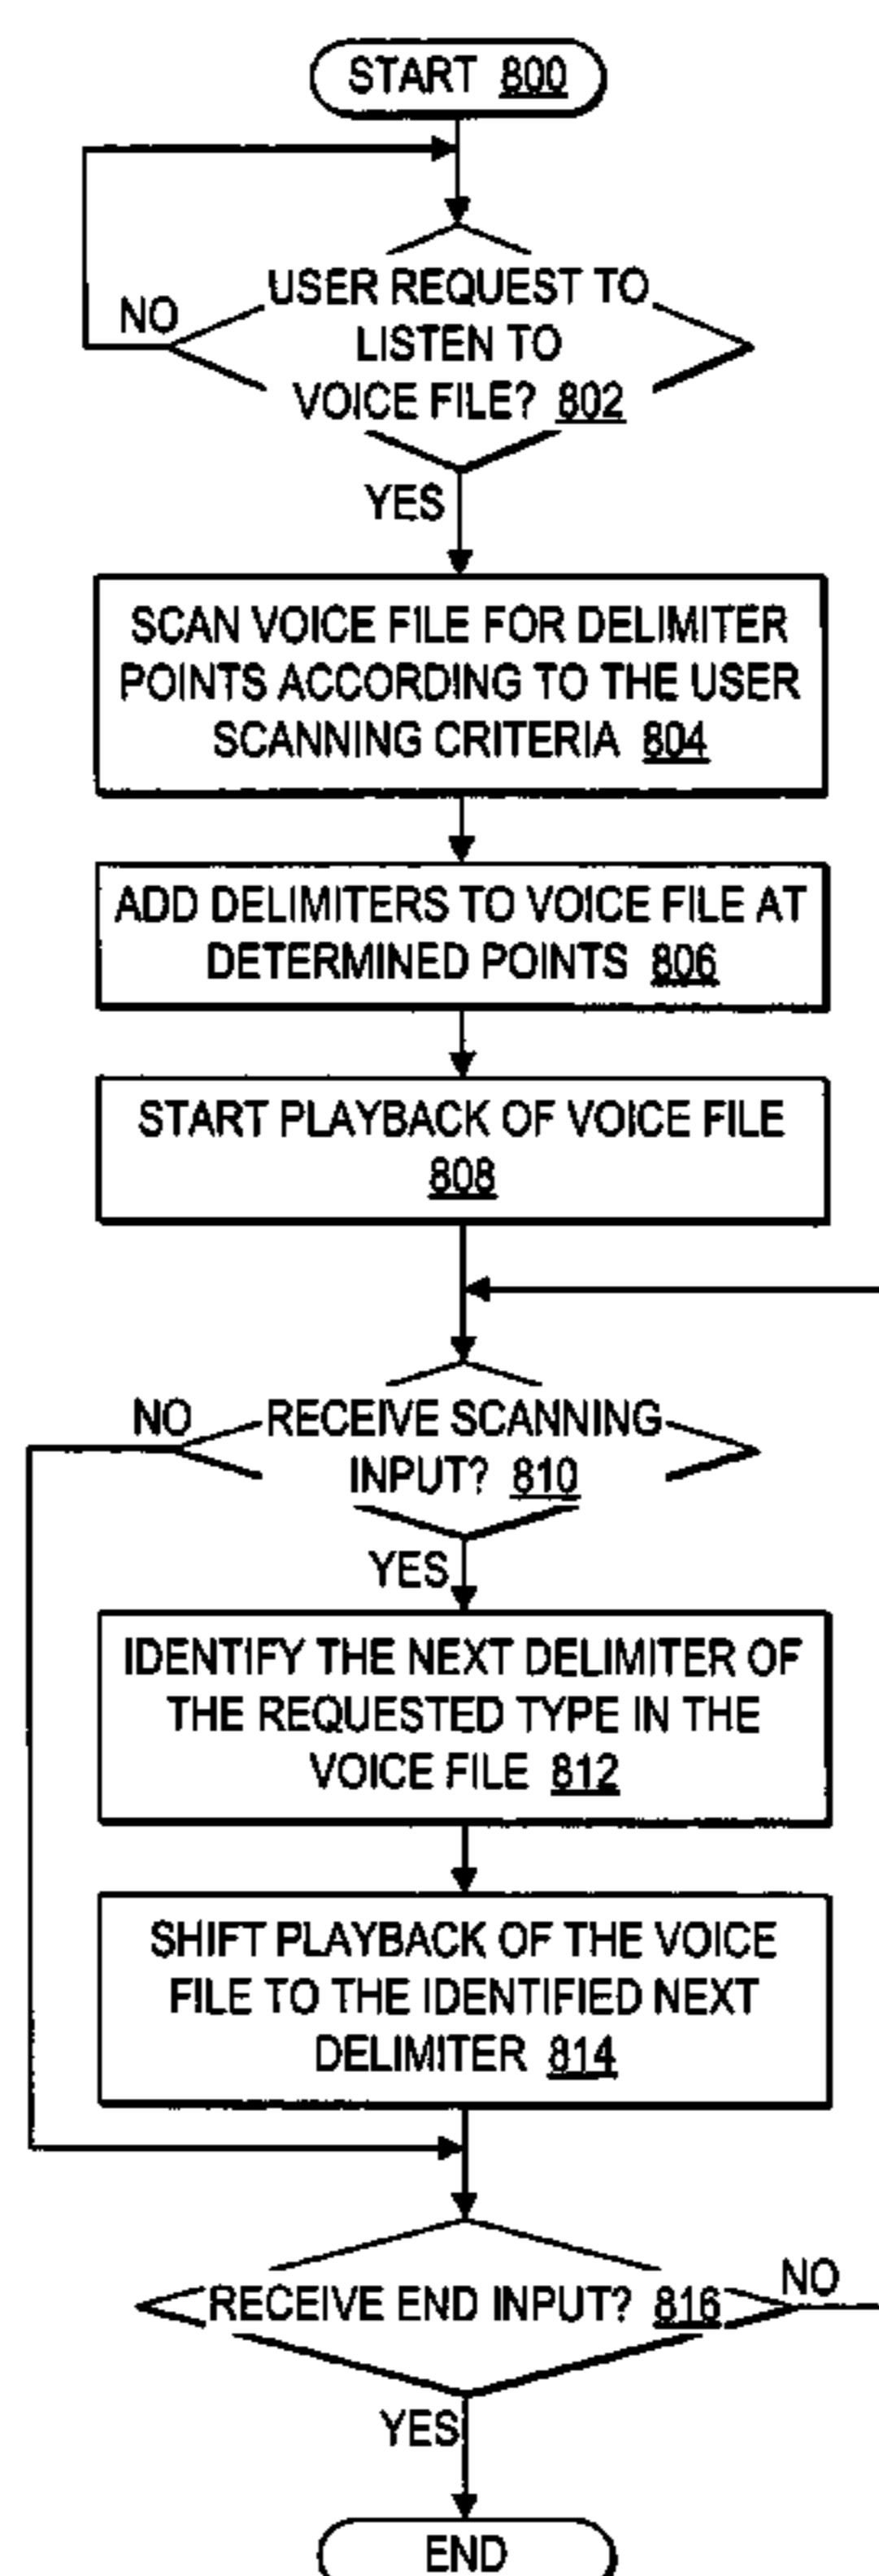 START 800
USER REQUEST TO
LISTEN TO
VOICE FILE? 802
NO
YES
SCAN VOICE FILE FOR DELIMITER
POINTS ACCORDING TO THE USER
SCANNING CRITERIA 804
ADD DELIMITERS TO VOICE FILE AT
DETERMINED POINTS 806
START PLAYBACK OF VOICE FILE
808
NO
RECEIVE SCANNING
INPUT? 810
YES
IDENTIFY THE NEXT DELIMITER OF
THE REQUESTED TYPE IN THE
VOICE FILE 812
SHIFT PLAYBACK OF THE VOICE
FILE TO THE IDENTIFIED NEXT
DELIMITER 814
RECEIVE END INPUT? 816
NO
YES
END